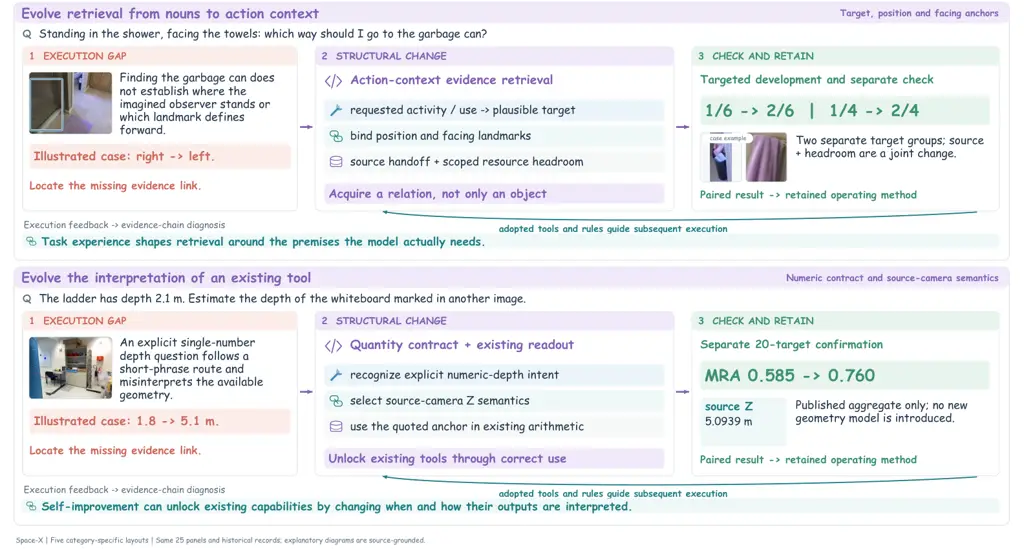 Evolve retrieval from nouns to action context
Target, position and facing anchors
Q Standing in the shower, facing the towels: which way should I go to the garbage can?
1 EXECUTION GAP
Finding the garbage can does
not establish where the
imagined observer stands or
which landmark defines
forward.
Illustrated case: right -> left.
Locate the missing evidence link.
2 STRUCTURAL CHANGE
</> Action-context evidence retrieval
requested activity / use -> plausible target
bind position and facing landmarks
source handoff + scoped resource headroom
Acquire a relation, not only an object
3 CHECK AND RETAIN
Targeted development and separate check
1/6 -> 2/6 | 1/4 -> 2/4
case example
Two separate target groups; source
+ headroom are a joint change.
Paired result -> retained operating method
Execution feedback -> evidence-chain diagnosis
adopted tools and rules guide subsequent execution
Task experience shapes retrieval around the premises the model actually needs.
Evolve the interpretation of an existing tool
Numeric contract and source-camera semantics
Q The ladder has depth 2.1 m. Estimate the depth of the whiteboard marked in another image.
1 EXECUTION GAP
An explicit single-number
depth question follows a
short-phrase route and
misinterprets the available
geometry.
Illustrated case: 1.8 -> 5.1 m.
Locate the missing evidence link.
2 STRUCTURAL CHANGE
</> Quantity contract + existing readout
recognize explicit numeric-depth intent
select source-camera Z semantics
use the quoted anchor in existing arithmetic
Unlock existing tools through correct use
3 CHECK AND RETAIN
Separate 20-target confirmation
MRA 0.585 -> 0.760
source Z
5.0939 m
Published aggregate only; no new
geometry model is introduced.
Paired result -> retained operating method
Execution feedback -> evidence-chain diagnosis
adopted tools and rules guide subsequent execution
Self-improvement can unlock existing capabilities by changing when and how their outputs are interpreted.
Space-X | Five category-specific layouts | Same 25 panels and historical records; explanatory diagrams are source-grounded.